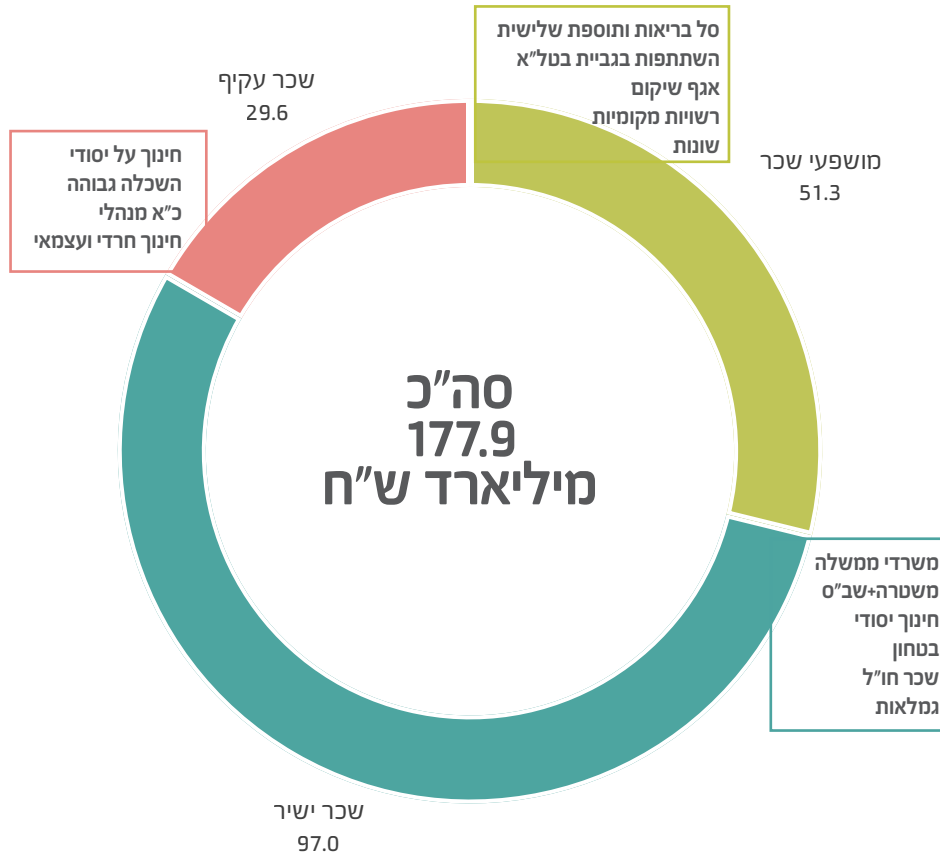 סל בריאות ותוספת שלישית
השתתפות בגביית בטל"א
אגף שיקום
רשויות מקומיות
שונות
מושפעי שכר
51.3
שכר עקיף
29.6
חינוך על יסודי
השכלה גבוהה
כ"א מנהלי
חינוך חרדי ועצמאי
סה"כ
177.9
מיליארד ש"ח
משרדי ממשלה
משטרה+שב"ס
חינוך יסודי
בטחון
שכר חו"ל
גמלאות
שכר ישיר
97.0